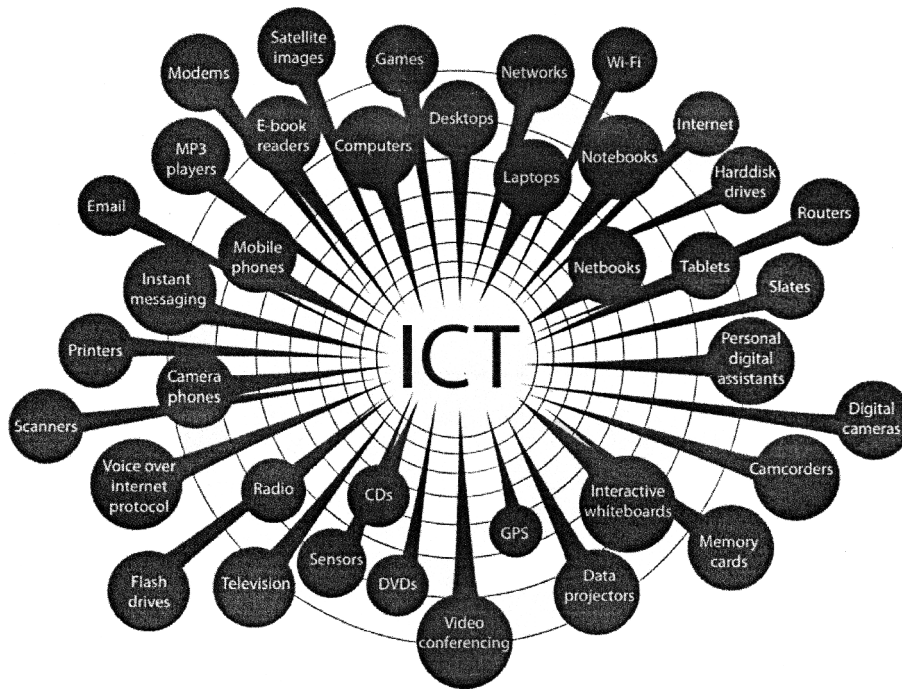 Satellite
images
Games
Networks
Wi-Fi
Modems
E-book
readers
Computers
Desktops
Laptops
Notebooks
Internet
MP3
players
Harddisk
drives
Email
Mobile
phones
Netbooks
Tablets
Routers
Instant
messaging
Slates
ICT
Printers
Camera
phones
Personal
digital
assistants
Scanners
Digital
cameras
Voice over
internet
protocol
Radio
CDs
GPS
Interactive
whiteboards
Camcorders
Flash
drives
Television
Sensors
DVDs
Video
conferencing
Data
projectors
Memory
cards